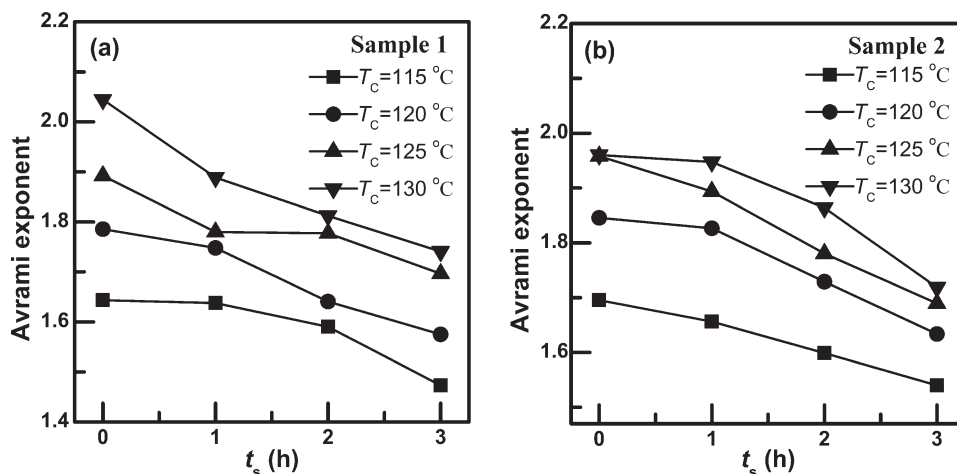 (a)
Sample 1
T_C=115 °C
T_C=120 °C
T_C=125 °C
T_C=130 °C
Avrami exponent
2.2
2.0
1.8
1.6
1.4
0 1 2 3
t_s (h)
(b)
Sample 2
T_C=115 °C
T_C=120 °C
T_C=125 °C
T_C=130 °C
Avrami exponent
2.2
2.0
1.8
1.6
0 1 2 3
t_s (h)